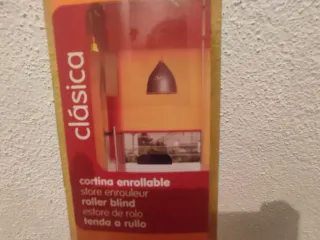 clásica
cortina enrollable
store enrouleur
roller blind
estore de rolo
tenda a rullo